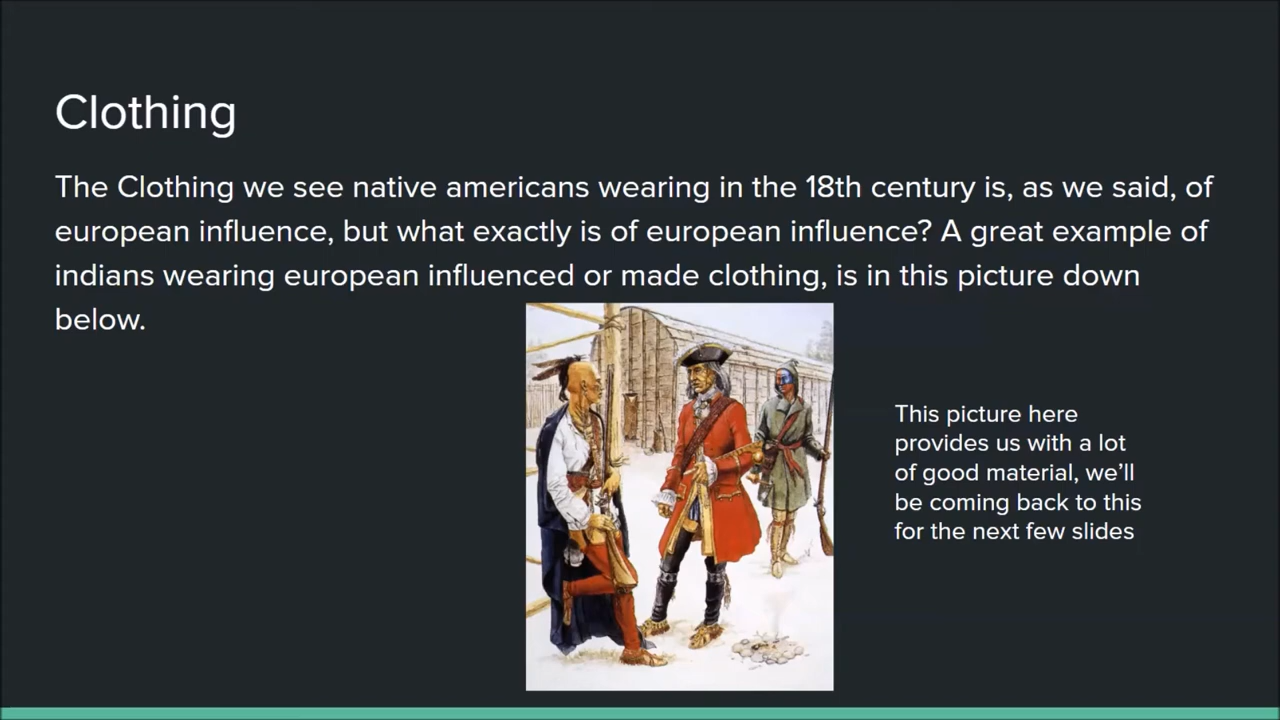 Clothing
The Clothing we see native americans wearing in the 18th century is, as we said, of
european influence, but what exactly is of european influence? A great example of
indians wearing european influenced or made clothing, is in this picture down
below.
This picture here
provides us with a lot
of good material, we’ll
be coming back to this
for the next few slides